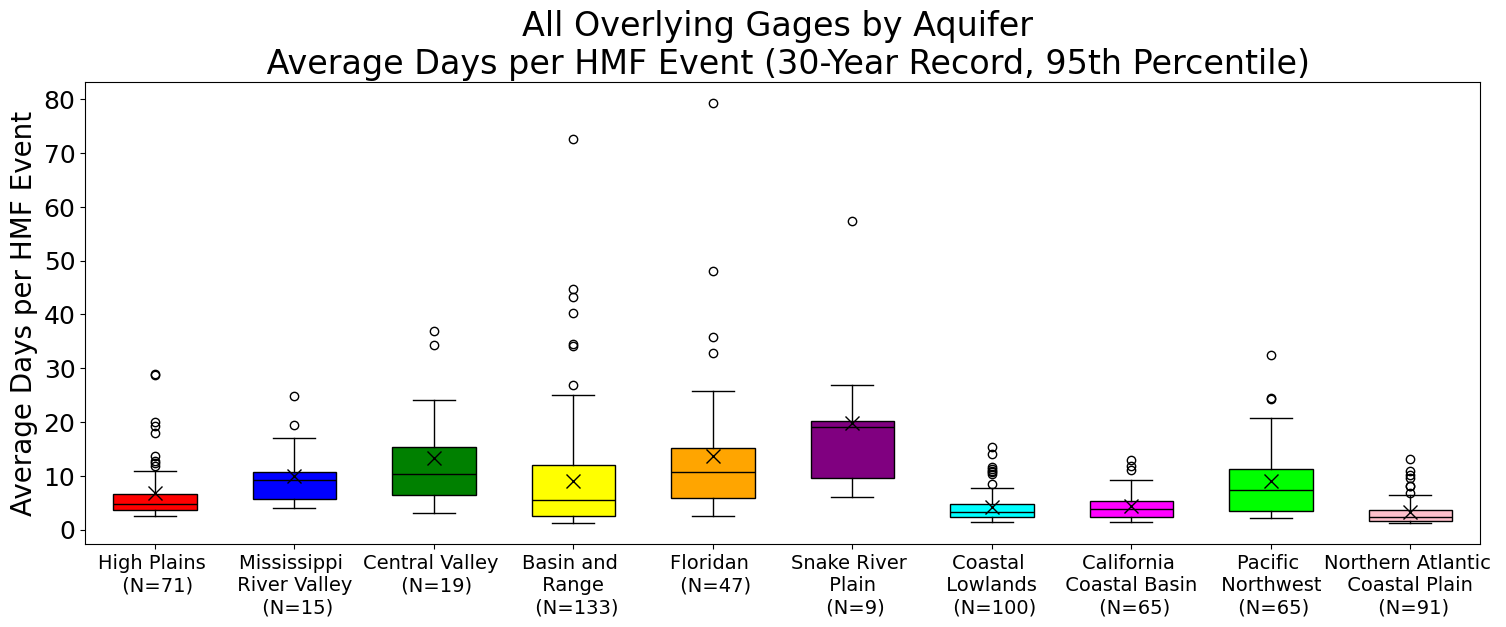 All Overlying Gages by Aquifer
Average Days per HMF Event (30-Year Record, 95th Percentile)
Average Days per HMF Event
80
70
60
50
40
30
20
10
0
High Plains
(N=71)
Mississippi
River Valley
(N=15)
Central Valley
(N=19)
Basin and
Range
(N=133)
Floridan
(N=47)
Snake River
Plain
(N=9)
Coastal
Lowlands
(N=100)
California
Coastal Basin
(N=65)
Pacific
Northwest
(N=65)
Northern Atlantic
Coastal Plain
(N=91)